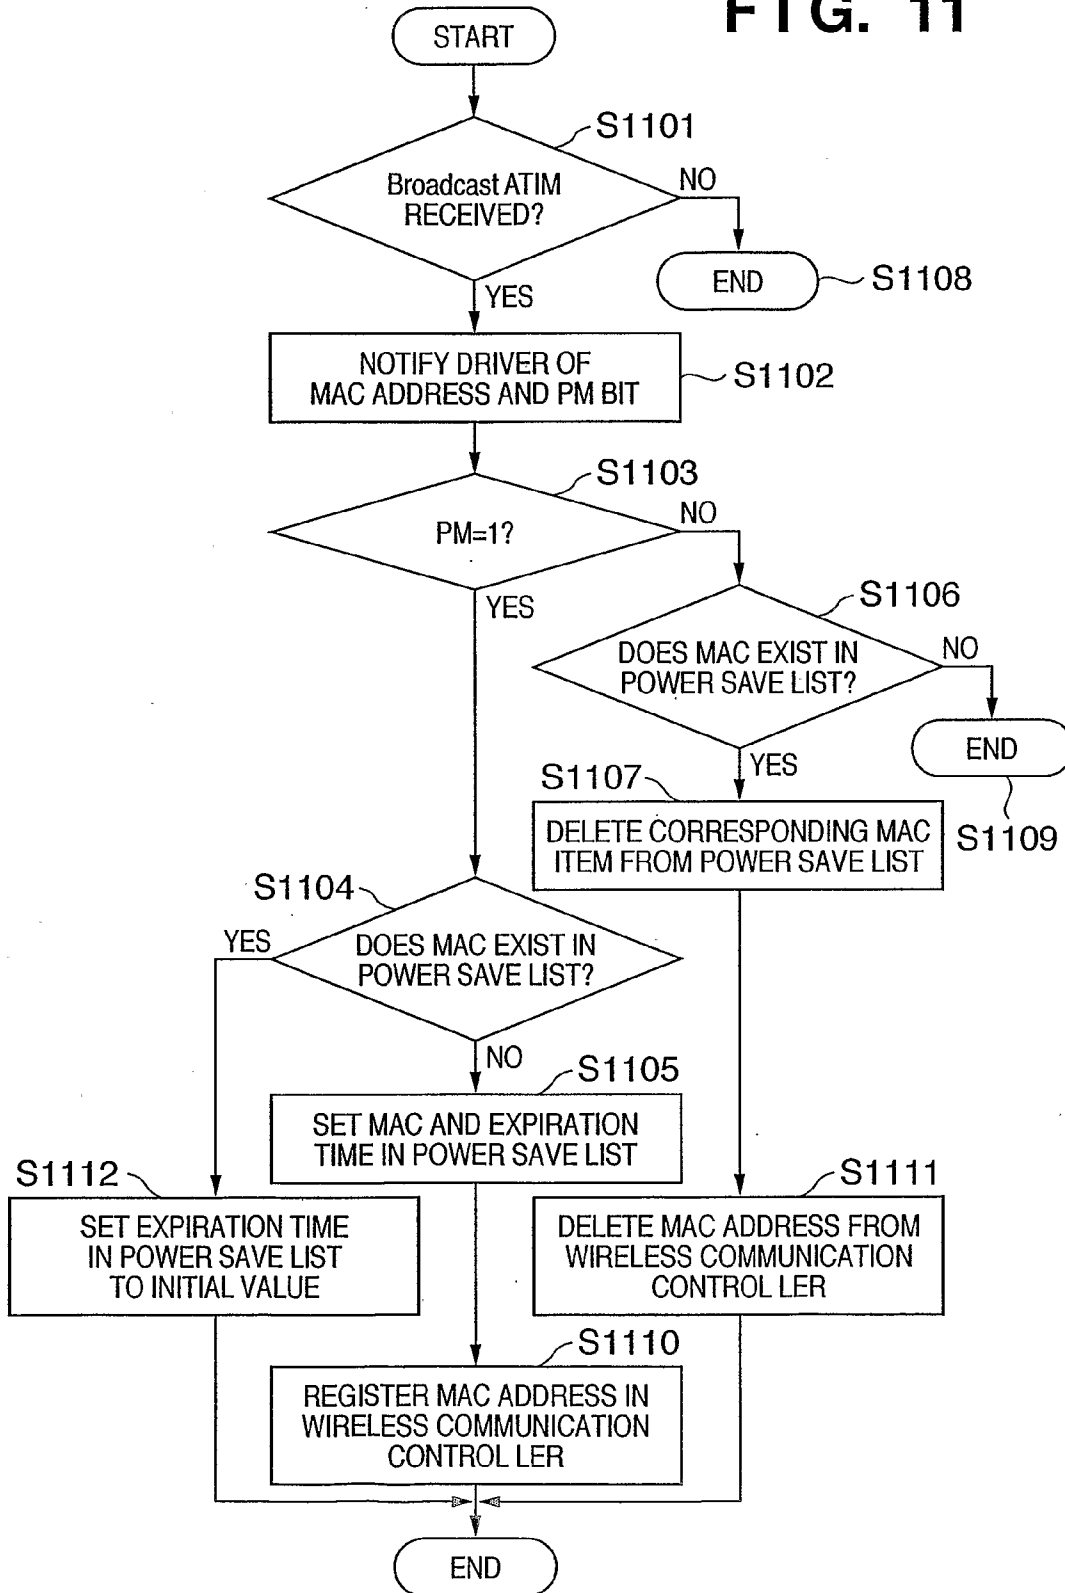 FIG. 11
START
S1101
Broadcast ATIM
RECEIVED?
NO
END
S1108
YES
NOTIFY DRIVER OF
MAC ADDRESS AND PM BIT
S1102
S1103
PM=1?
NO
YES
S1106
DOES MAC EXIST IN
POWER SAVE LIST?
NO
END
S1109
YES
S1107
DELETE CORRESPONDING MAC
ITEM FROM POWER SAVE LIST
S1104
YES
DOES MAC EXIST IN
POWER SAVE LIST?
NO
S1105
SET MAC AND EXPIRATION
TIME IN POWER SAVE LIST
S1112
SET EXPIRATION TIME
IN POWER SAVE LIST
TO INITIAL VALUE
S1111
DELETE MAC ADDRESS FROM
WIRELESS COMMUNICATION
CONTROL LER
S1110
REGISTER MAC ADDRESS IN
WIRELESS COMMUNICATION
CONTROL LER
END